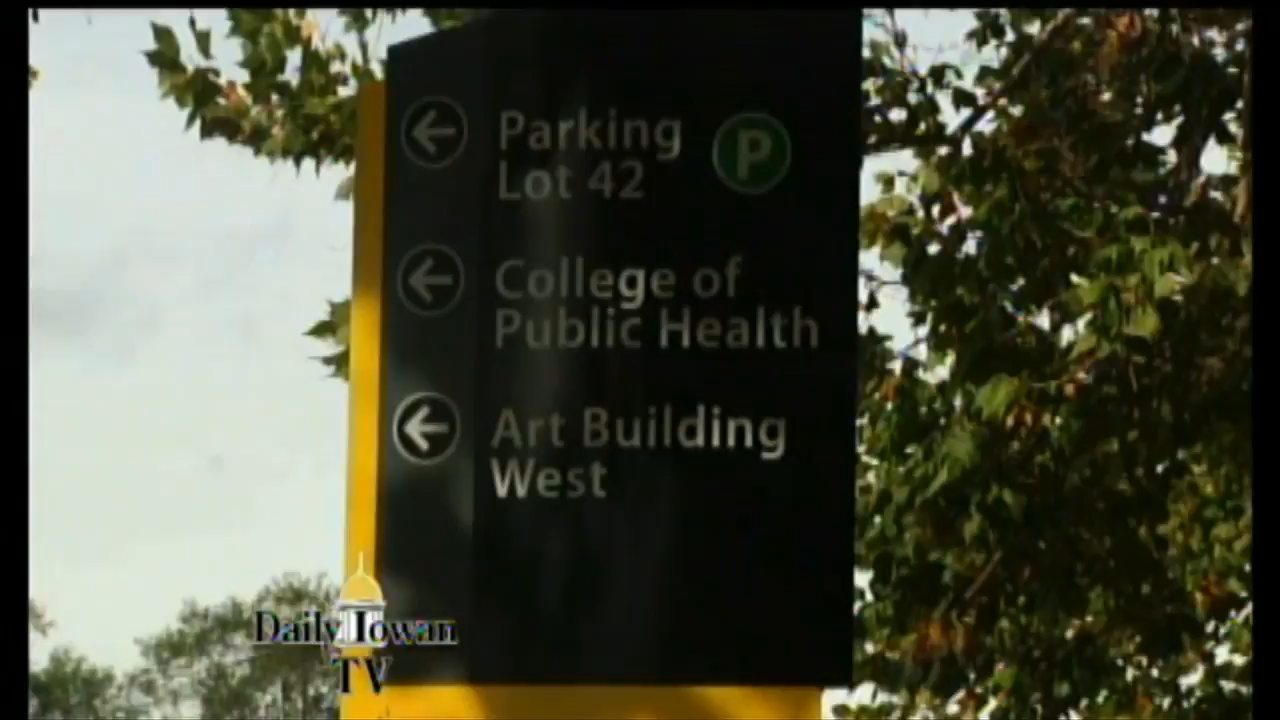 Parking
Lot 42
P
College of
Public Health
Art Building
West
Daily Iowan
TV